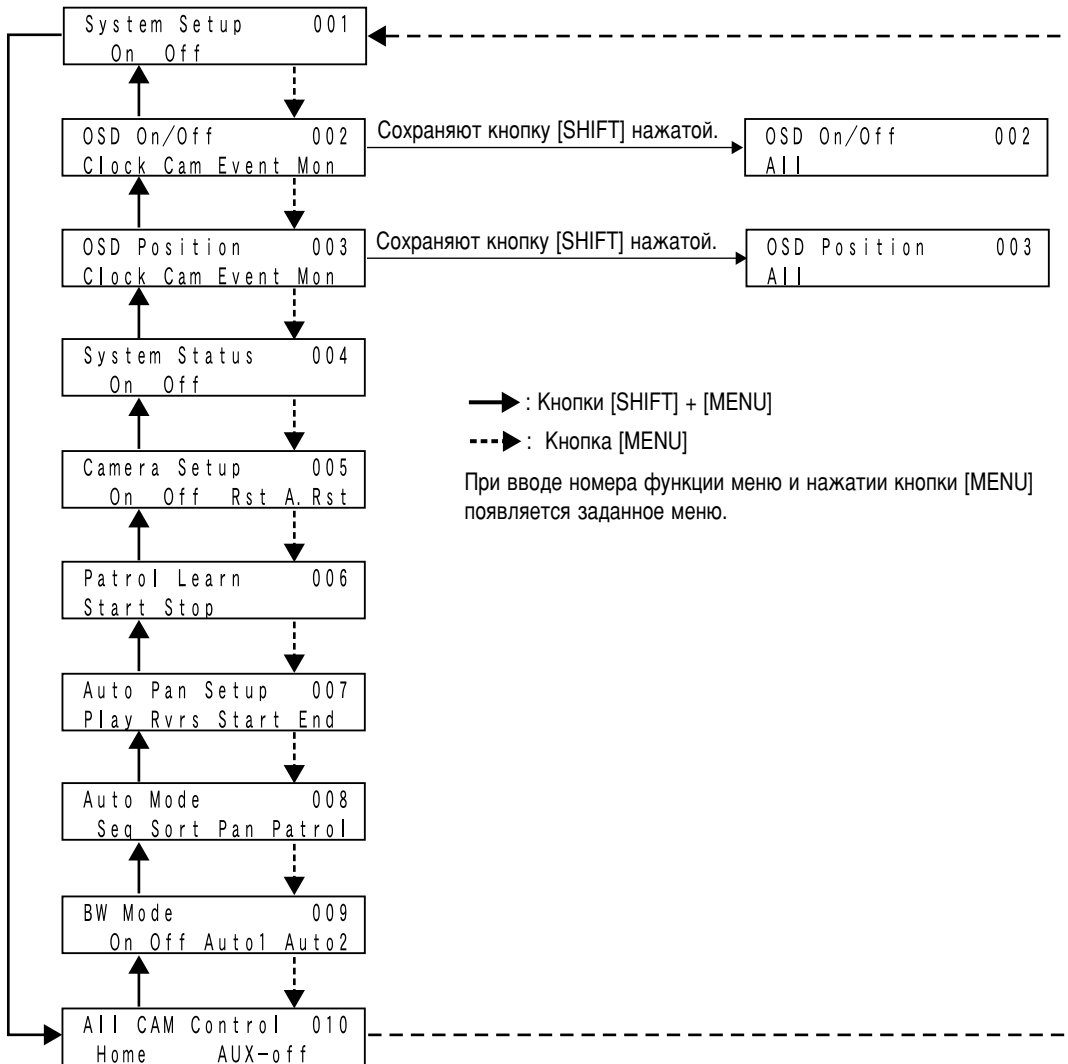 System Setup 001
On Off
OSD On/Off 002
Clock Cam Event Mon
Сохраняют кнопку [SHIFT] нажатой.
OSD On/Off 002
All
OSD Position 003
Clock Cam Event Mon
Сохраняют кнопку [SHIFT] нажатой.
OSD Position 003
All
System Status 004
On Off
: Кнопки [SHIFT] + [MENU]
: Кнопка [MENU]
При вводе номера функции меню и нажатии кнопки [MENU]
появляется заданное меню.
Camera Setup 005
On Off Rst A.Rst
Patrol Learn 006
Start Stop
Auto Pan Setup 007
Play Rvrs Start End
Auto Mode 008
Seq Sort Pan Patrol
BW Mode 009
On Off Auto1 Auto2
All CAM Control 010
Home AUX-off